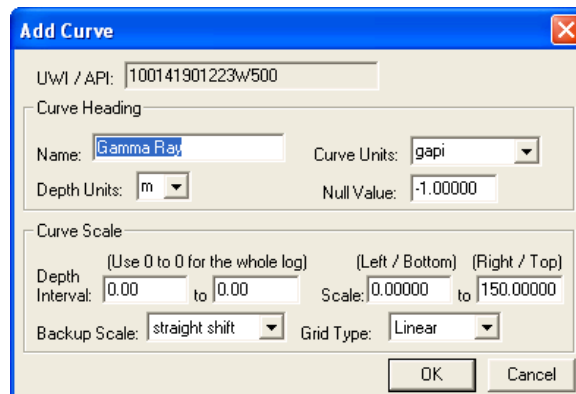 Add Curve
UWI / API: 100141901223W500
Curve Heading
Name: Gamma Ray Curve Units: gapi
Depth Units: m Null Value: -1.00000
Curve Scale
(Use 0 to 0 for the whole log) (Left / Bottom) (Right / Top)
Depth Interval: 0.00 to 0.00 Scale: 0.00000 to 150.00000
Backup Scale: straight shift Grid Type: Linear
OK Cancel